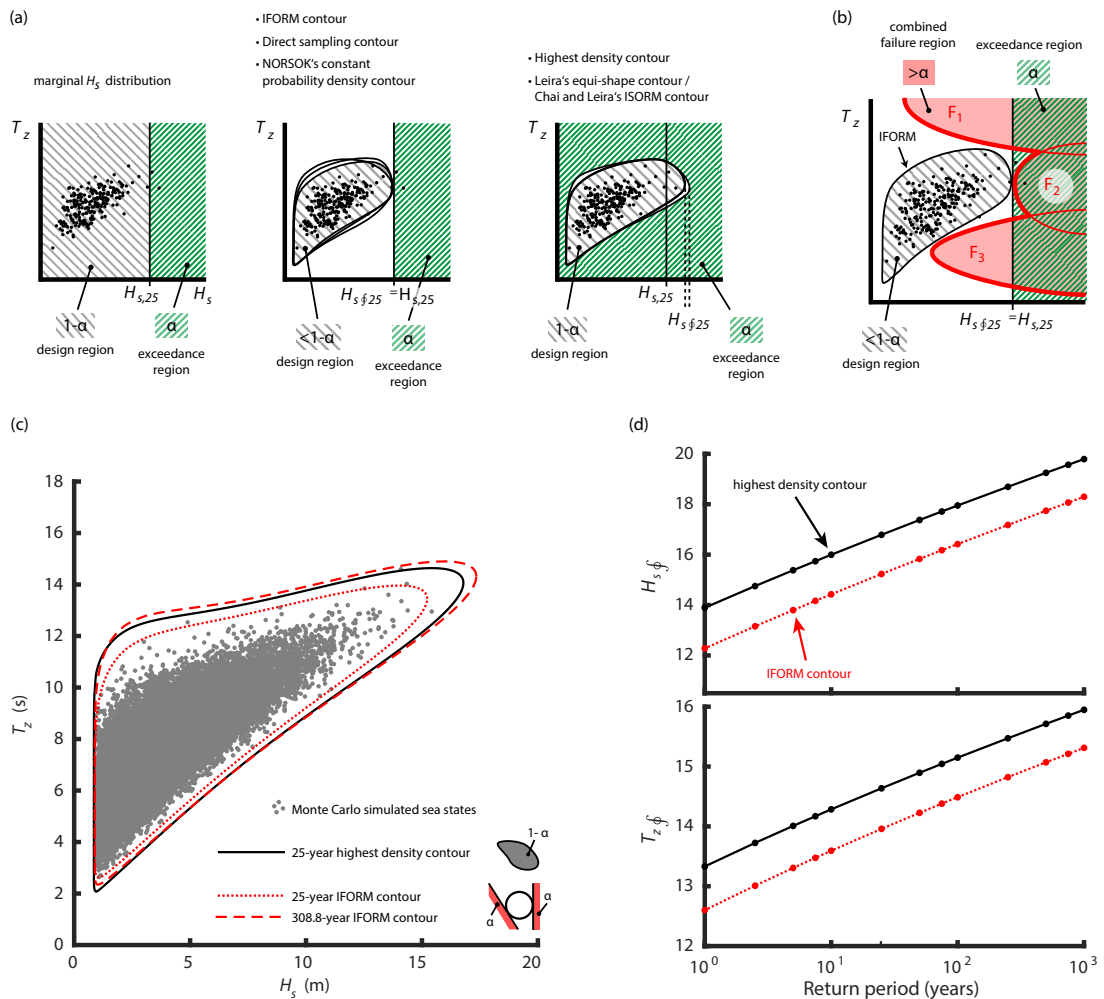 (a)
marginal Hs distribution
Tz
Hs,25
Hs
1-α
design region
α
exceedance
region
• IFORM contour
• Direct sampling contour
• NORSOK's constant
probability density contour
Tz
Hs∮25 =Hs,25
<1-α
design region
α
exceedance
region
• Highest density contour
• Leira's equi-shape contour /
Chai and Leira's ISORM contour
Tz
Hs,25
Hs∮25
1-α
design region
α
exceedance
region
(b)
combined
failure region
exceedance region
>α
α
Tz
IFORM
F1
F2
F3
Hs∮25 =Hs,25
<1-α
design region
(c)
18
16
14
12
10
8
6
4
2
0
Tz (s)
0
5
10
15
20
Hs (m)
Monte Carlo simulated sea states
1- α
25-year highest density contour
25-year IFORM contour
308.8-year IFORM contour
α
α
(d)
20
18
16
14
12
Hs∮
highest density contour
IFORM contour
16
15
14
13
12
Tz∮
10^0
10^1
10^2
10^3
Return period (years)